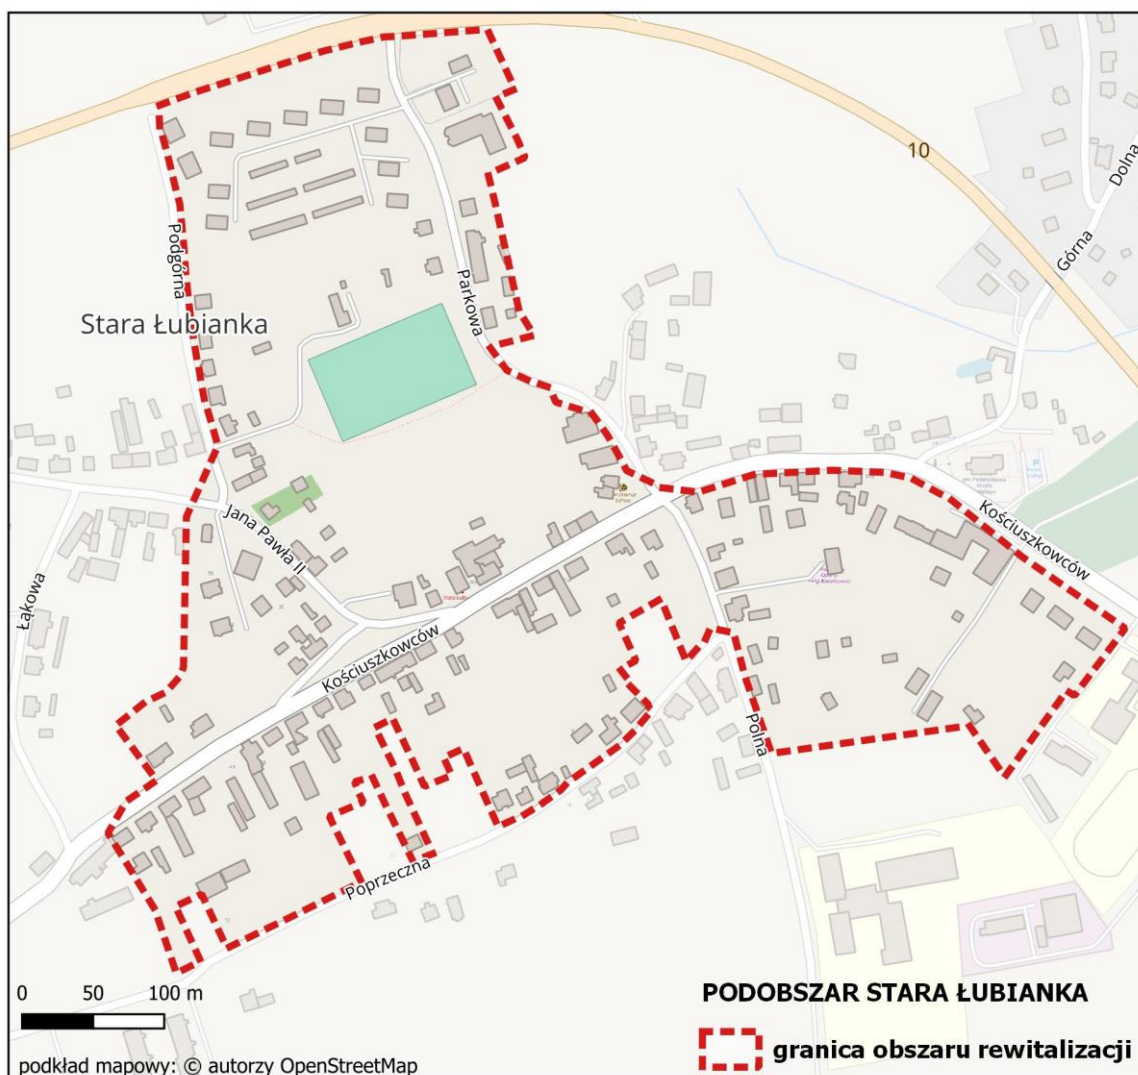 10
Dolna
Górna
Podgórna
Parkowa
Stara Łubianka
Jana Pawła II
Kościuszkowców
Łąkowa
Kościuszkowców
Polna
Poprzeczna
0 50 100 m
PODOBSZAR STARA ŁUBIANKA
granica obszaru rewitalizacji
podkład mapowy: © autorzy OpenStreetMap